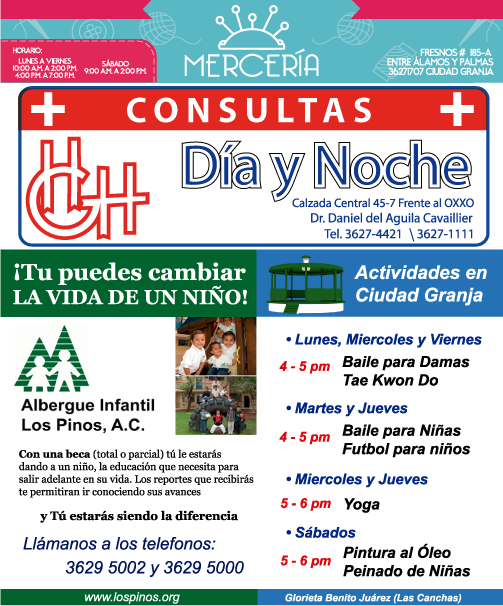 HORARIO:
LUNES A VIERNES
10:00 A.M. A 2:00 P.M.
4:00 P.M. A 7:00 P.M.
SÁBADO
9:00 A.M. A 2:00 P.M.
MERCERÍA
FRESNOS # 185-A
ENTRE ÁLAMOS Y PALMAS
36271707 CIUDAD GRANJA
CONSULTAS
HCH
Día y Noche
Calzada Central 45-7 Frente al OXXO
Dr. Daniel del Aguila Cavaillier
Tel. 3627-4421 \ 3627-1111
¡Tu puedes cambiar
LA VIDA DE UN NIÑO!
Albergue Infantil
Los Pinos, A.C.
Con una beca (total o parcial) tú le estarás
dando a un niño, la educación que necesita para
salir adelante en su vida. Los reportes que recibirás
te permitiran ir conociendo sus avances
y Tú estarás siendo la diferencia
Llámanos a los telefonos:
3629 5002 y 3629 5000
www.lospinos.org
Actividades en
Ciudad Granja
• Lunes, Miercoles y Viernes
4 - 5 pm Baile para Damas
Tae Kwon Do
• Martes y Jueves
4 - 5 pm Baile para Niñas
Futbol para niños
• Miercoles y Jueves
5 - 6 pm Yoga
• Sábados
5 - 6 pm Pintura al Óleo
Peinado de Niñas
Glorieta Benito Juárez (Las Canchas)